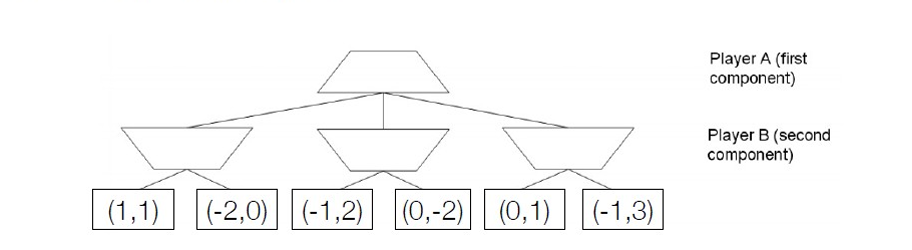 Player A (first
component)
Player B (second
component)
(1,1) (-2,0) (-1,2) (0,-2) (0,1) (-1,3)